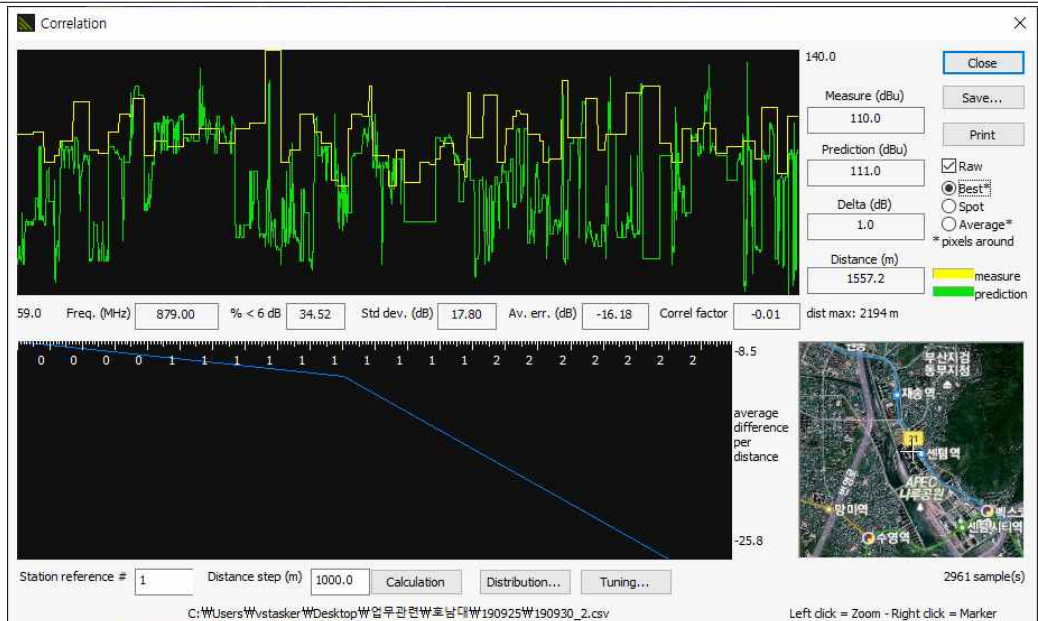 Correlation
140.0
Close
Measure (dBu)
110.0
Save...
Print
Prediction (dBu)
111.0
Raw
Best*
Spot
Average*
* pixels around
Delta (dB)
1.0
Distance (m)
1557.2
measure
prediction
59.0 Freq. (MHz) 879.00 % < 6 dB 34.52 Std dev. (dB) 17.80 Av. err. (dB) -16.18 Correl factor -0.01 dist max: 2194 m
0 0 0 0 1 1 1 1 1 1 1 1 1 1 2 2 2 2 2 2 2
-8.5
average
difference
per
distance
-25.8
부산지검
동부지청
재송역
센텀역
APEC
나루공원
망미역
수영역
벡스코
센텀시티역
Station reference # 1 Distance step (m) 1000.0 Calculation Distribution... Tuning... 2961 sample(s)
C:₩Users₩vstasker₩Desktop₩업무관련₩호남대₩190925₩190930_2.csv Left click = Zoom - Right click = Marker